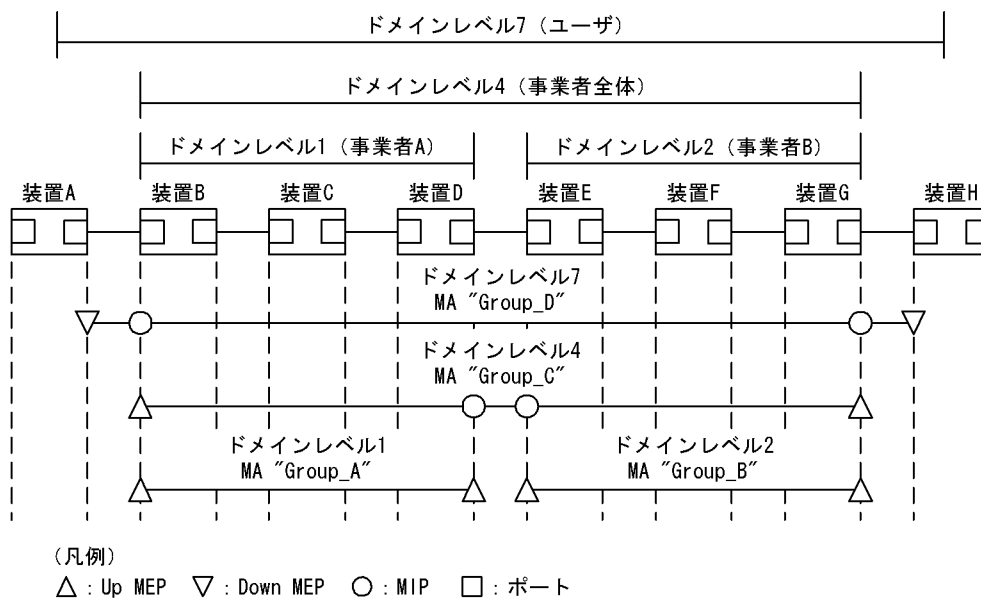 ドメインレベル7（ユーザ）
ドメインレベル4（事業者全体）
ドメインレベル1（事業者A）
ドメインレベル2（事業者B）
装置A 装置B 装置C 装置D 装置E 装置F 装置G 装置H
ドメインレベル7
MA "Group_D"
ドメインレベル4
MA "Group_C"
ドメインレベル1
MA "Group_A"
ドメインレベル2
MA "Group_B"
（凡例）
：Up MEP ：Down MEP ：MIP ：ポート